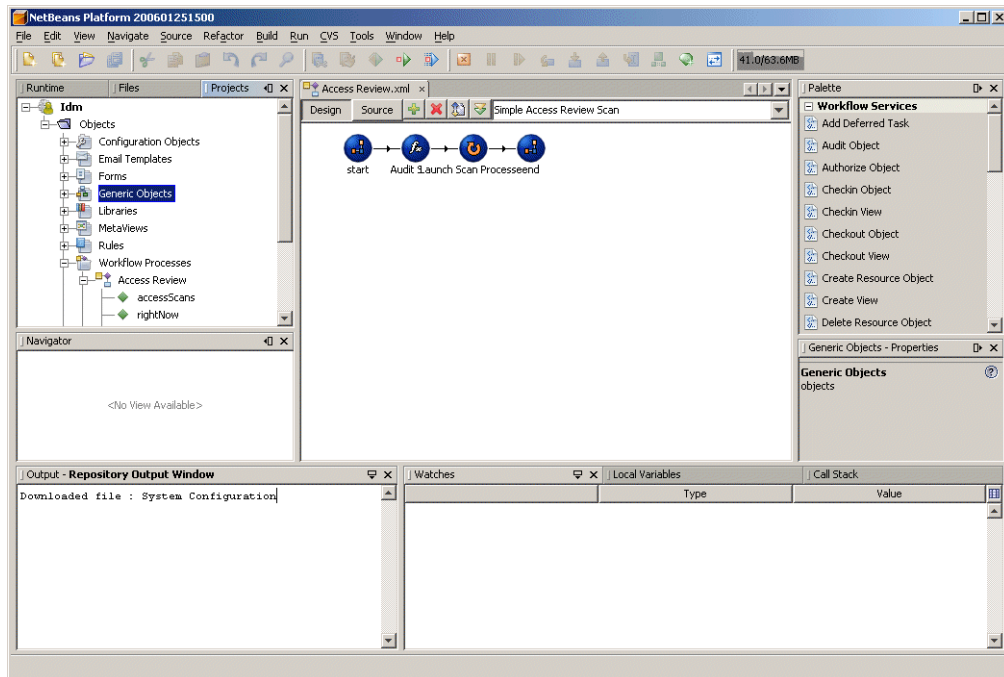 NetBeans Platform 200601251500
File Edit View Navigate Source Refactor Build Run CVS Tools Window Help
41.0/63.6MB
Runtime Files Projects
Idm
Objects
Configuration Objects
Email Templates
Forms
Generic Objects
Libraries
MetaViews
Rules
Workflow Processes
Access Review
accessScans
rightNow
Navigator
<No View Available>
Access Review.xml
Design Source Simple Access Review Scan
start Audit Launch Scan Processe end
Palette
Workflow Services
Add Deferred Task
Audit Object
Authorize Object
Checkin Object
Checkin View
Checkout Object
Checkout View
Create Resource Object
Create View
Delete Resource Object
Generic Objects - Properties
Generic Objects
objects
Output - Repository Output Window
Downloaded file : System Configuration
Watches Local Variables Call Stack
Type Value